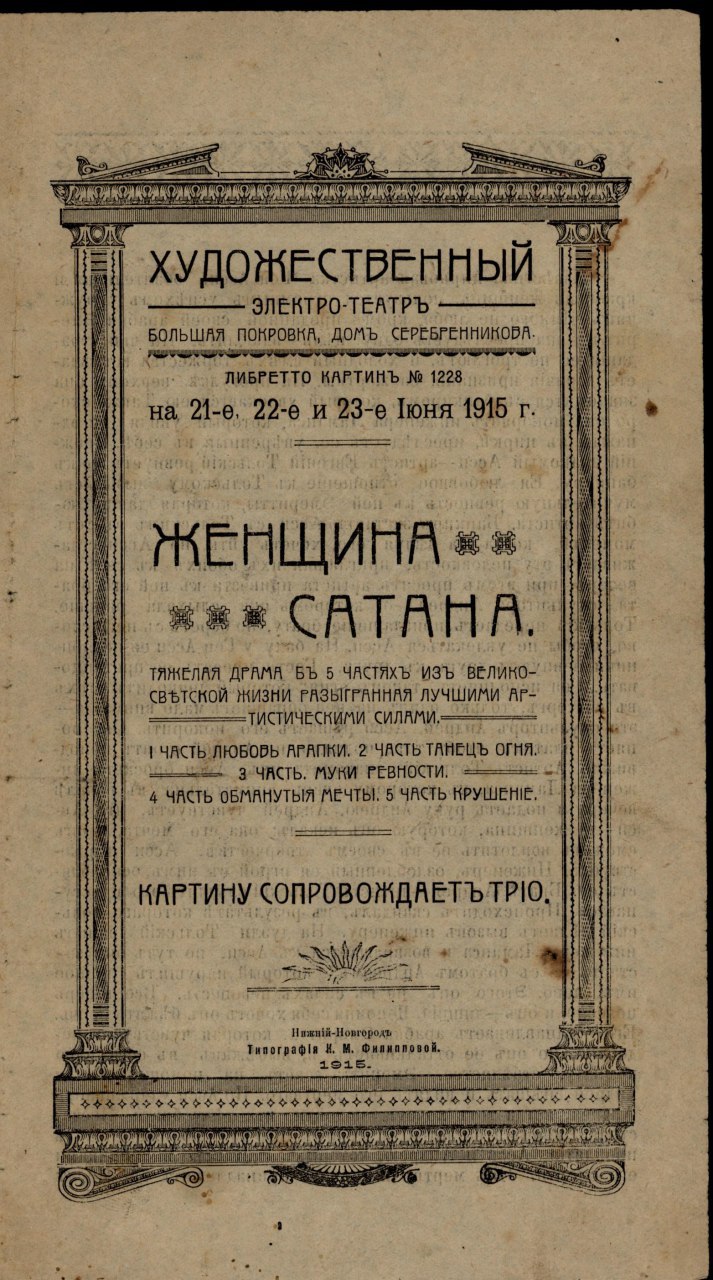 ХУДОЖЕСТВЕННЫЙ
ЭЛЕКТРО-ТЕАТРЪ
БОЛЬШАЯ ПОКРОВКА, ДОМЪ СЕРЕБРЕННИКОВА.
ЛИБРЕТТО КАРТИНЪ № 1228
на 21-е, 22-е и 23-е Іюня 1915 г.
ЖЕНЩИНА
САТАНА.
ТЯЖЕЛАЯ ДРАМА БЪ 5 ЧАСТЯХЪ ИЗЪ ВЕЛИКО-
СВѢТСКОЙ ЖИЗНИ РАЗЫГРАННАЯ ЛУЧШИМИ АР-
ТИСТИЧЕСКИМИ СИЛАМИ.
I ЧАСТЬ ЛЮБОВЬ АРАПКИ. 2 ЧАСТЬ ТАНЕЦЪ ОГНЯ.
3 ЧАСТЬ. МУКИ РЕВНОСТИ.
4 ЧАСТЬ ОБМАНУТЫЯ МЕЧТЫ. 5 ЧАСТЬ КРУШЕНІЕ.
КАРТИНУ СОПРОВОЖДАЕТЪ ТРІО.
Нижній-Новгородъ
Типографія К. М. Филипповой.
1915.